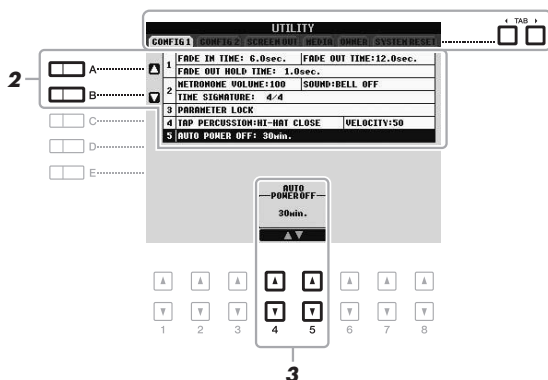 UTILITY
◄ TAB ►
CONFIG 1 CONFIG 2 SCREEN OUT MEDIA OWNER SYSTEM RESET
2
A
B
C
D
E
1 FADE IN TIME: 6.0sec. FADE OUT TIME:12.0sec.
FADE OUT HOLD TIME: 1.0sec.
2 METRONOME VOLUME:100 SOUND:BELL OFF
TIME SIGNATURE: 4/4
3 PARAMETER LOCK
4 TAP PERCUSSION:HI-HAT CLOSE VELOCITY:50
5 AUTO POWER OFF: 30min.
AUTO
POWER OFF
30min.
▲▼
1 2 3 4 5 6 7 8
3